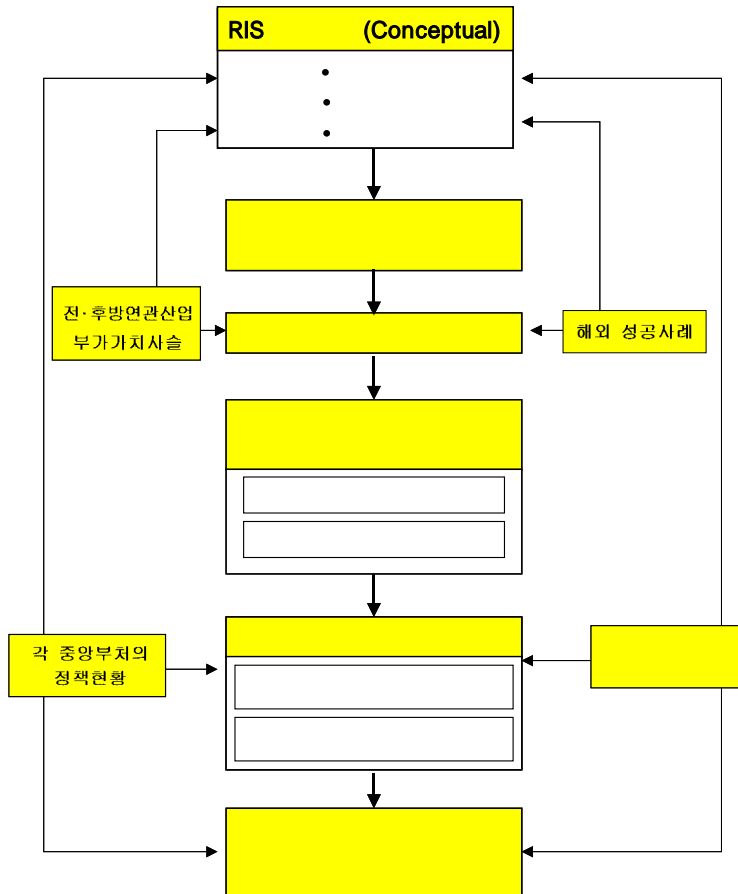 RIS (Conceptual)
•
•
•
전·후방연관산업
부가가치사슬
해외 성공사례
각 중앙부처의
정책현황